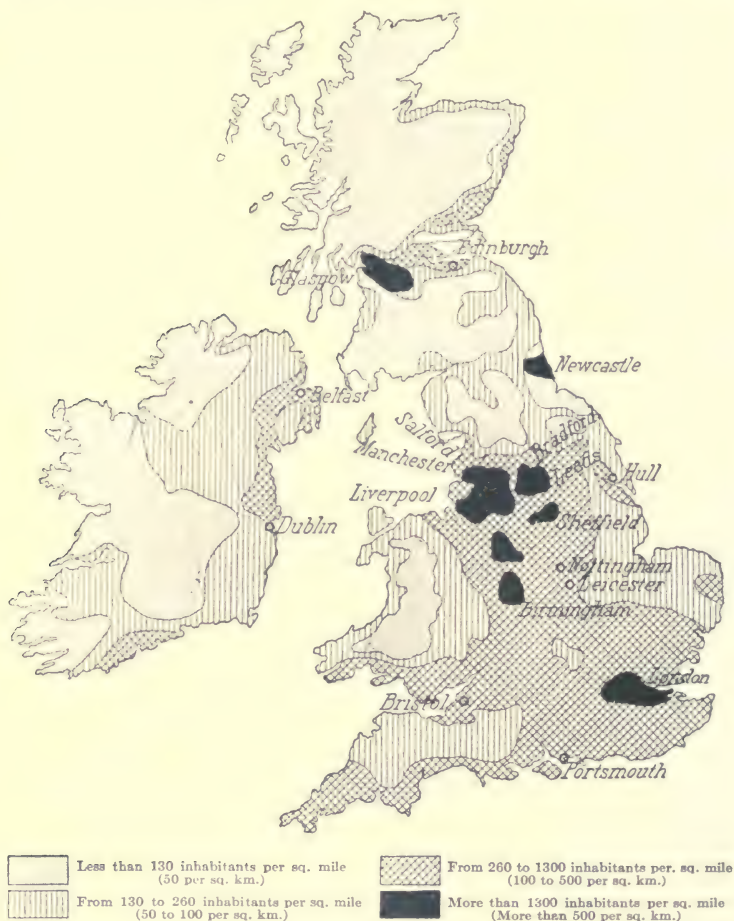 Edinburgh
Glasgow
Newcastle
Belfast
Salford
Bradford
Manchester
Leeds
Hull
Liverpool
Dublin
Sheffield
Nottingham
Leicester
Birmingham
London
Bristol
Portsmouth
Less than 130 inhabitants per sq. mile
(50 per sq. km.)
From 130 to 260 inhabitants per sq. mile
(50 to 100 per sq. km.)
From 260 to 1300 inhabitants per. sq. mile
(100 to 500 per sq. km.)
More than 1300 inhabitants per sq. mile
(More than 500 per sq. km.)